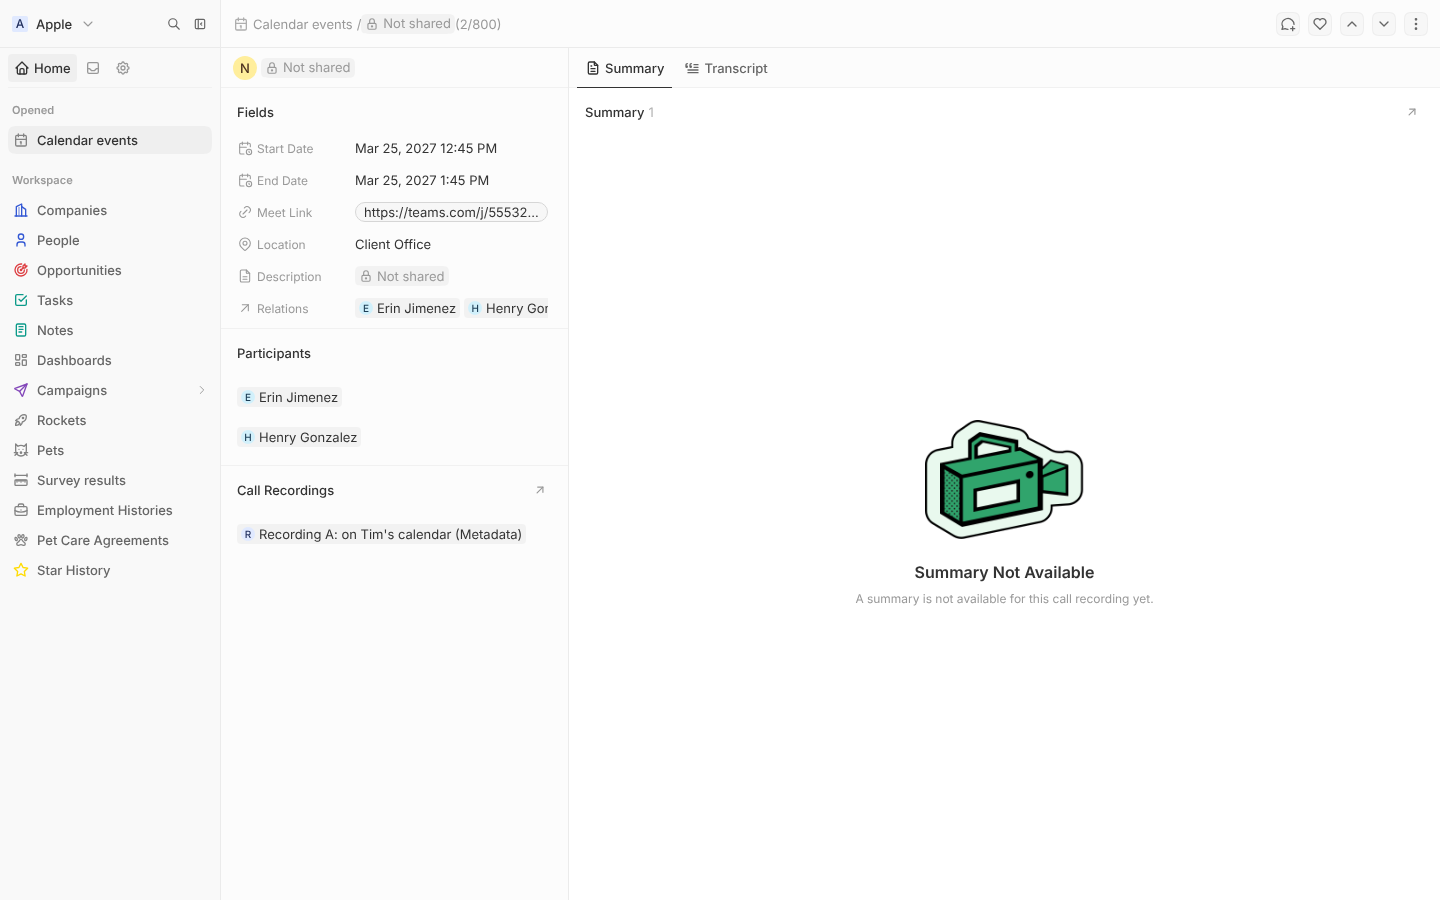 A Apple
Calendar events / Not shared (2/800)
Home
N Not shared
Summary
Transcript
Opened
Calendar events
Workspace
Companies
People
Opportunities
Tasks
Notes
Dashboards
Campaigns
Rockets
Pets
Survey results
Employment Histories
Pet Care Agreements
Star History
Fields
Start Date Mar 25, 2027 12:45 PM
End Date Mar 25, 2027 1:45 PM
Meet Link https://teams.com/j/55532...
Location Client Office
Description Not shared
Relations E Erin Jimenez H Henry Gon
Participants
E Erin Jimenez
H Henry Gonzalez
Call Recordings
R Recording A: on Tim's calendar (Metadata)
Summary 1
Summary Not Available
A summary is not available for this call recording yet.